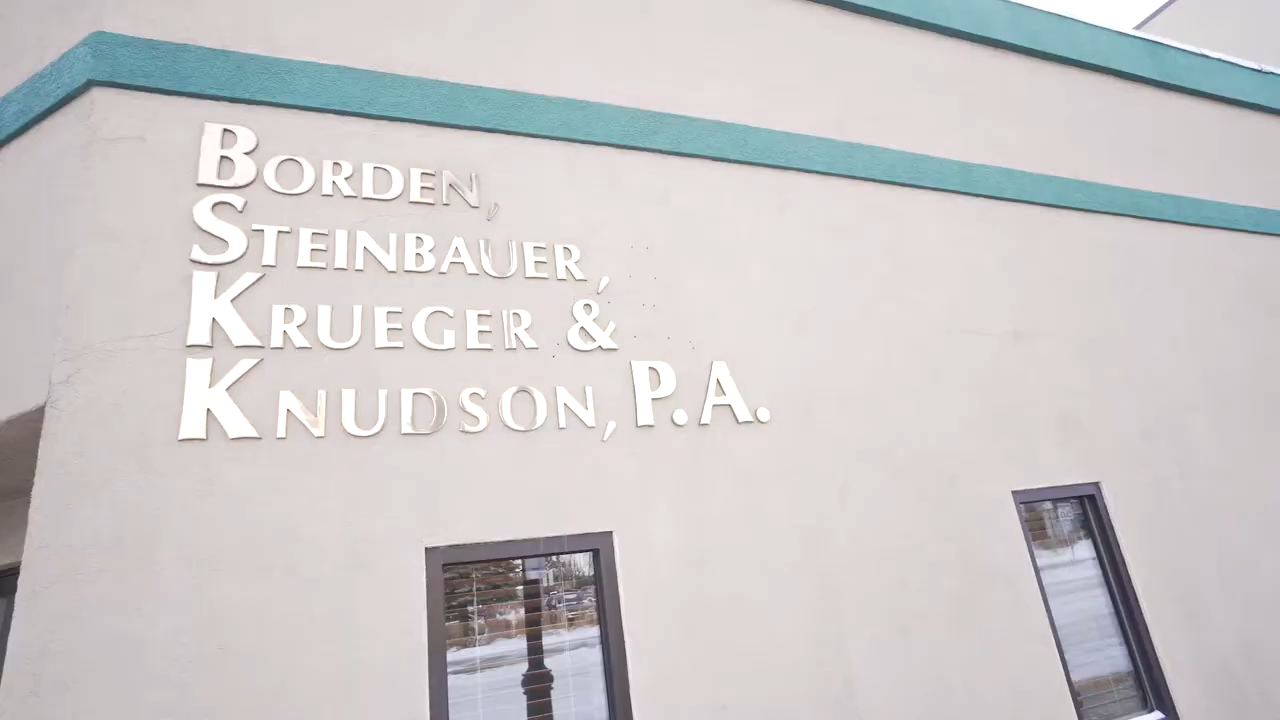 BORDEN,
STEINBAUER,
KRUEGER &
KNUDSON, P.A.